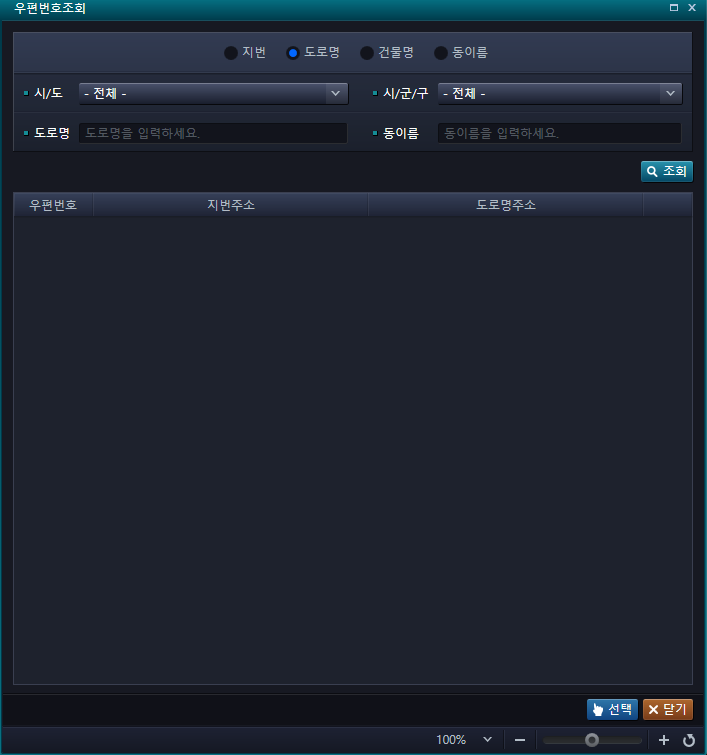 우편번호조회
지번 도로명 건물명 동이름
시/도 - 전체 - 시/군/구 - 전체 -
도로명 도로명을 입력하세요. 동이름 동이름을 입력하세요.
조회
우편번호 지번주소 도로명주소
선택 닫기
100%